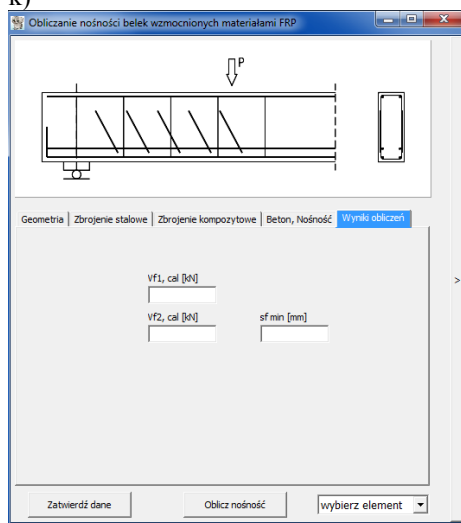 k)
Obliczanie nośności belek wzmocnionych materiałami FRP
P
Geometria Zbrojenie stalowe Zbrojenie kompozytowe Beton, Nośność Wyniki obliczeń
Vf1, cal [kN]
Vf2, cal [kN] sf min [mm]
>
Zatwierdź dane Oblicz nośność wybierz element